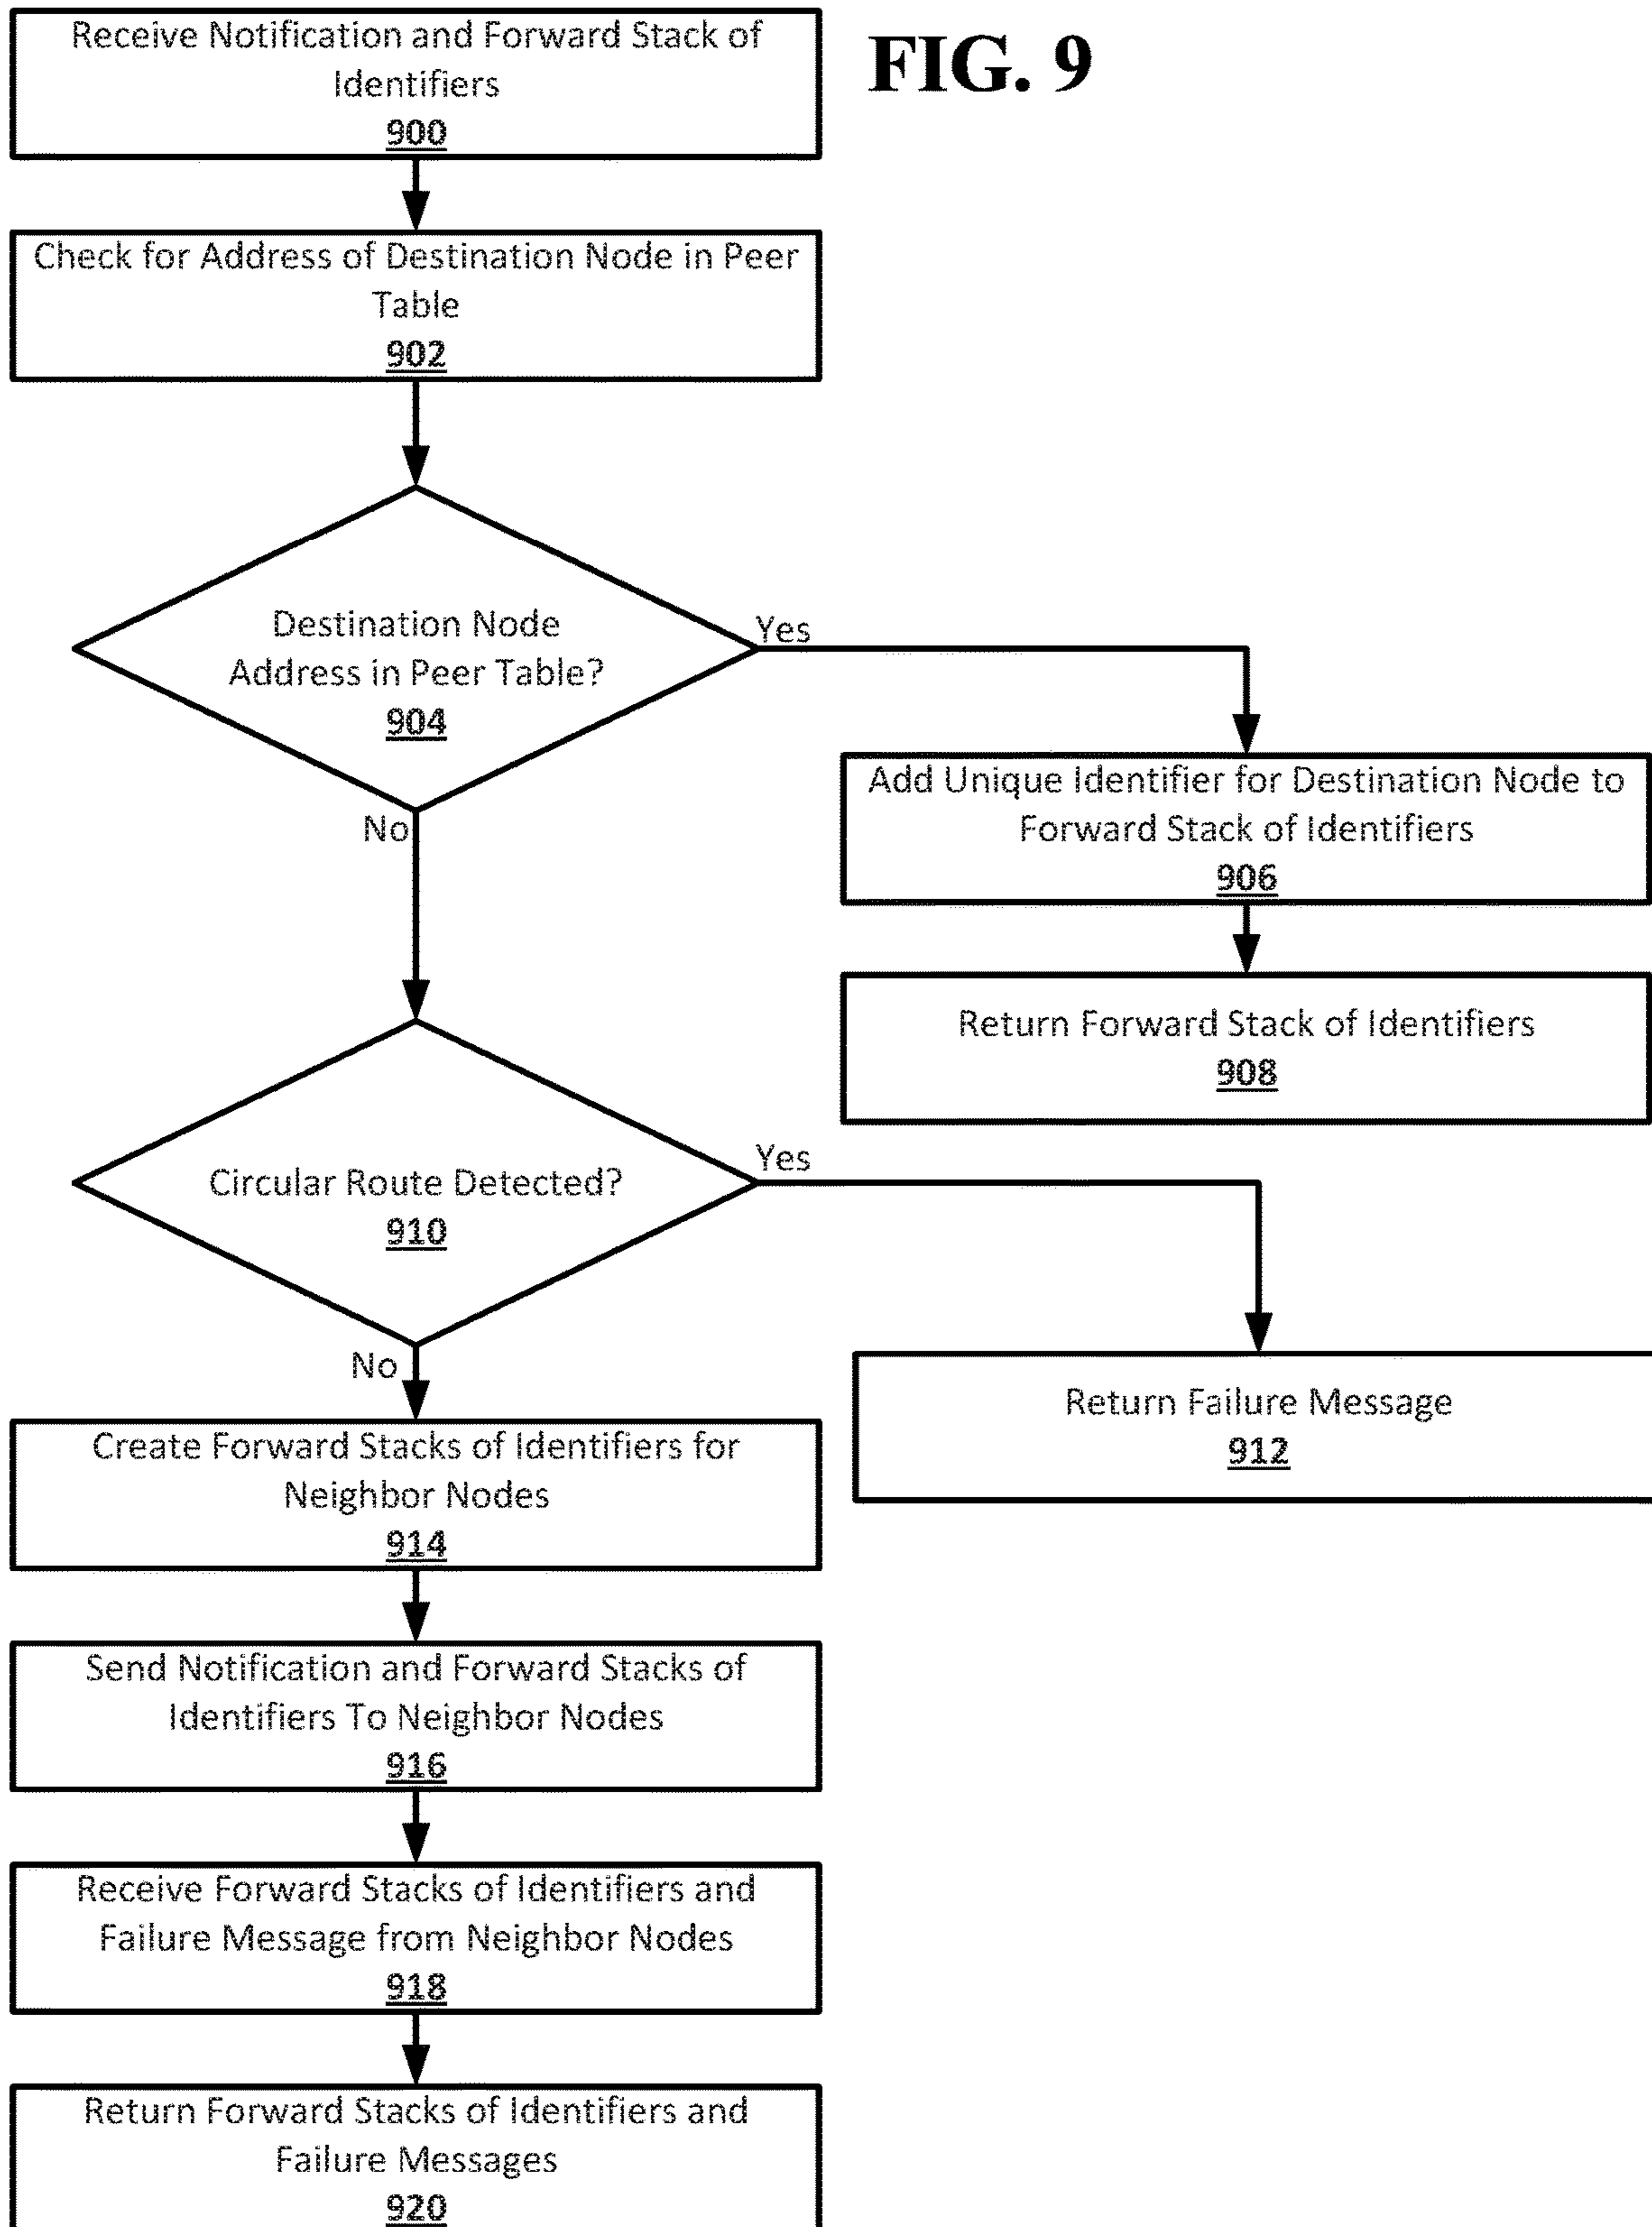 Receive Notification and Forward Stack of
Identifiers
900
FIG. 9
Check for Address of Destination Node in Peer
Table
902
Destination Node
Address in Peer Table?
904
Yes
No
Add Unique Identifier for Destination Node to
Forward Stack of Identifiers
906
Return Forward Stack of Identifiers
908
Circular Route Detected?
910
Yes
No
Return Failure Message
912
Create Forward Stacks of Identifiers for
Neighbor Nodes
914
Send Notification and Forward Stacks of
Identifiers To Neighbor Nodes
916
Receive Forward Stacks of Identifiers and
Failure Message from Neighbor Nodes
918
Return Forward Stacks of Identifiers and
Failure Messages
920